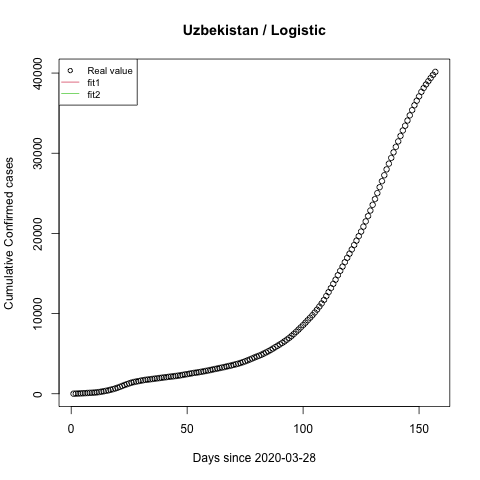 Uzbekistan / Logistic
Real value
fit1
fit2
Cumulative Confirmed cases
0
10000
20000
30000
40000
0
50
100
150
Days since 2020-03-28